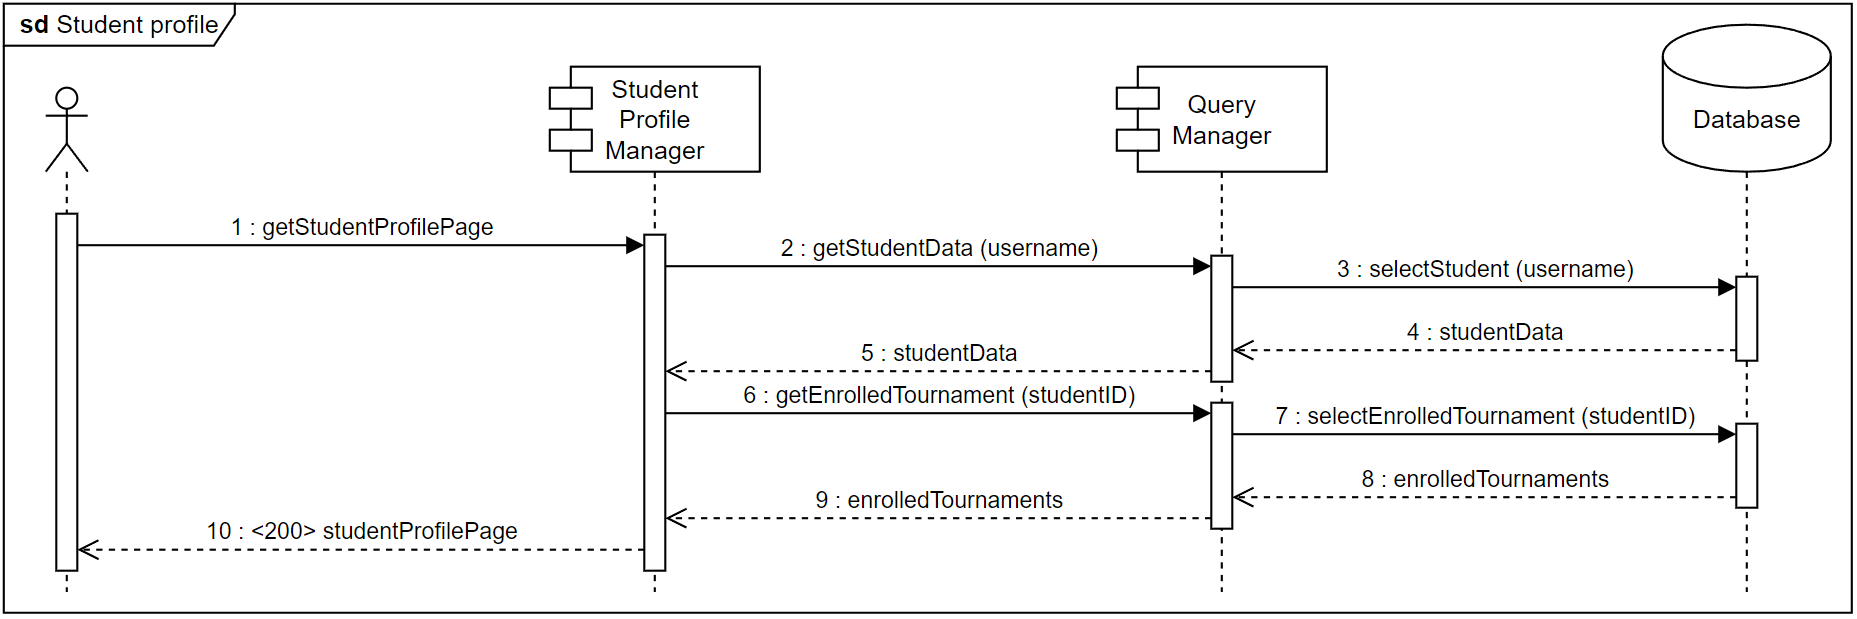 sd Student profile
Student
Profile
Manager
Query
Manager
Database
1 : getStudentProfilePage
2 : getStudentData (username)
3 : selectStudent (username)
4 : studentData
5 : studentData
6 : getEnrolledTournament (studentID)
7 : selectEnrolledTournament (studentID)
8 : enrolledTournaments
9 : enrolledTournaments
10 : <200> studentProfilePage